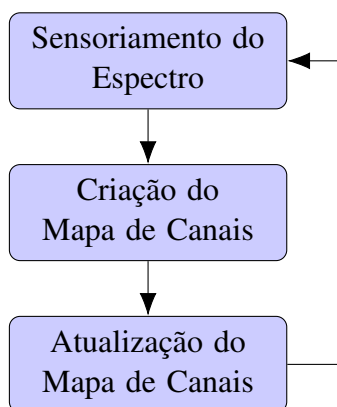 Sensoriamento do
Espectro
Criação do
Mapa de Canais
Atualização do
Mapa de Canais